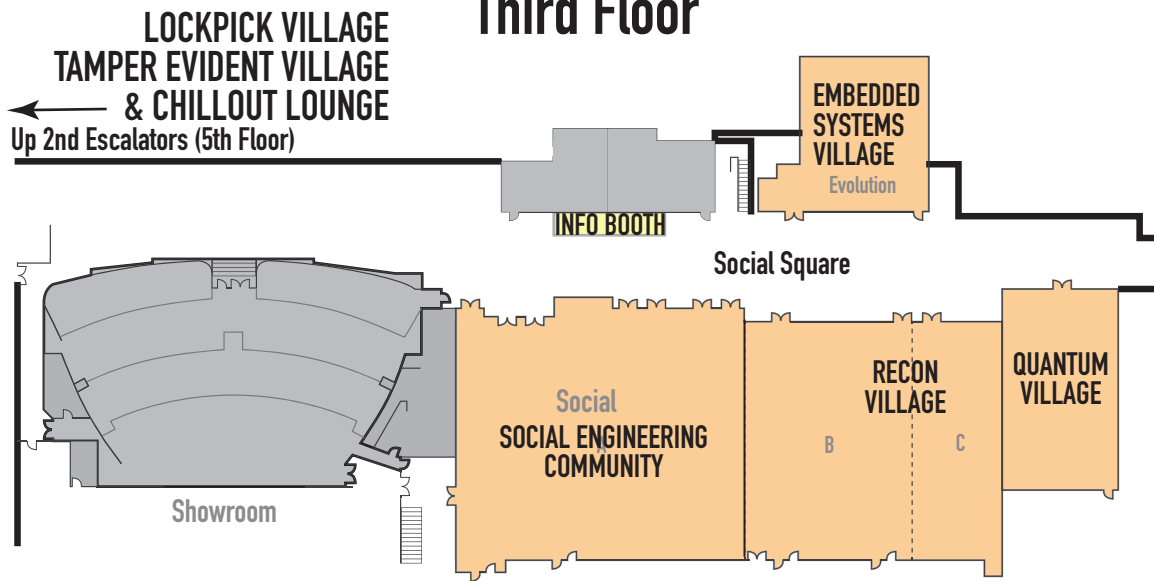 Third Floor
LOCKPICK VILLAGE
TAMPER EVIDENT VILLAGE
& CHILLOUT LOUNGE
Up 2nd Escalators (5th Floor)
EMBEDDED
SYSTEMS
VILLAGE
Evolution
INFO BOOTH
Social Square
Social
A
SOCIAL ENGINEERING
COMMUNITY
RECON
VILLAGE
B
C
QUANTUM
VILLAGE
Showroom